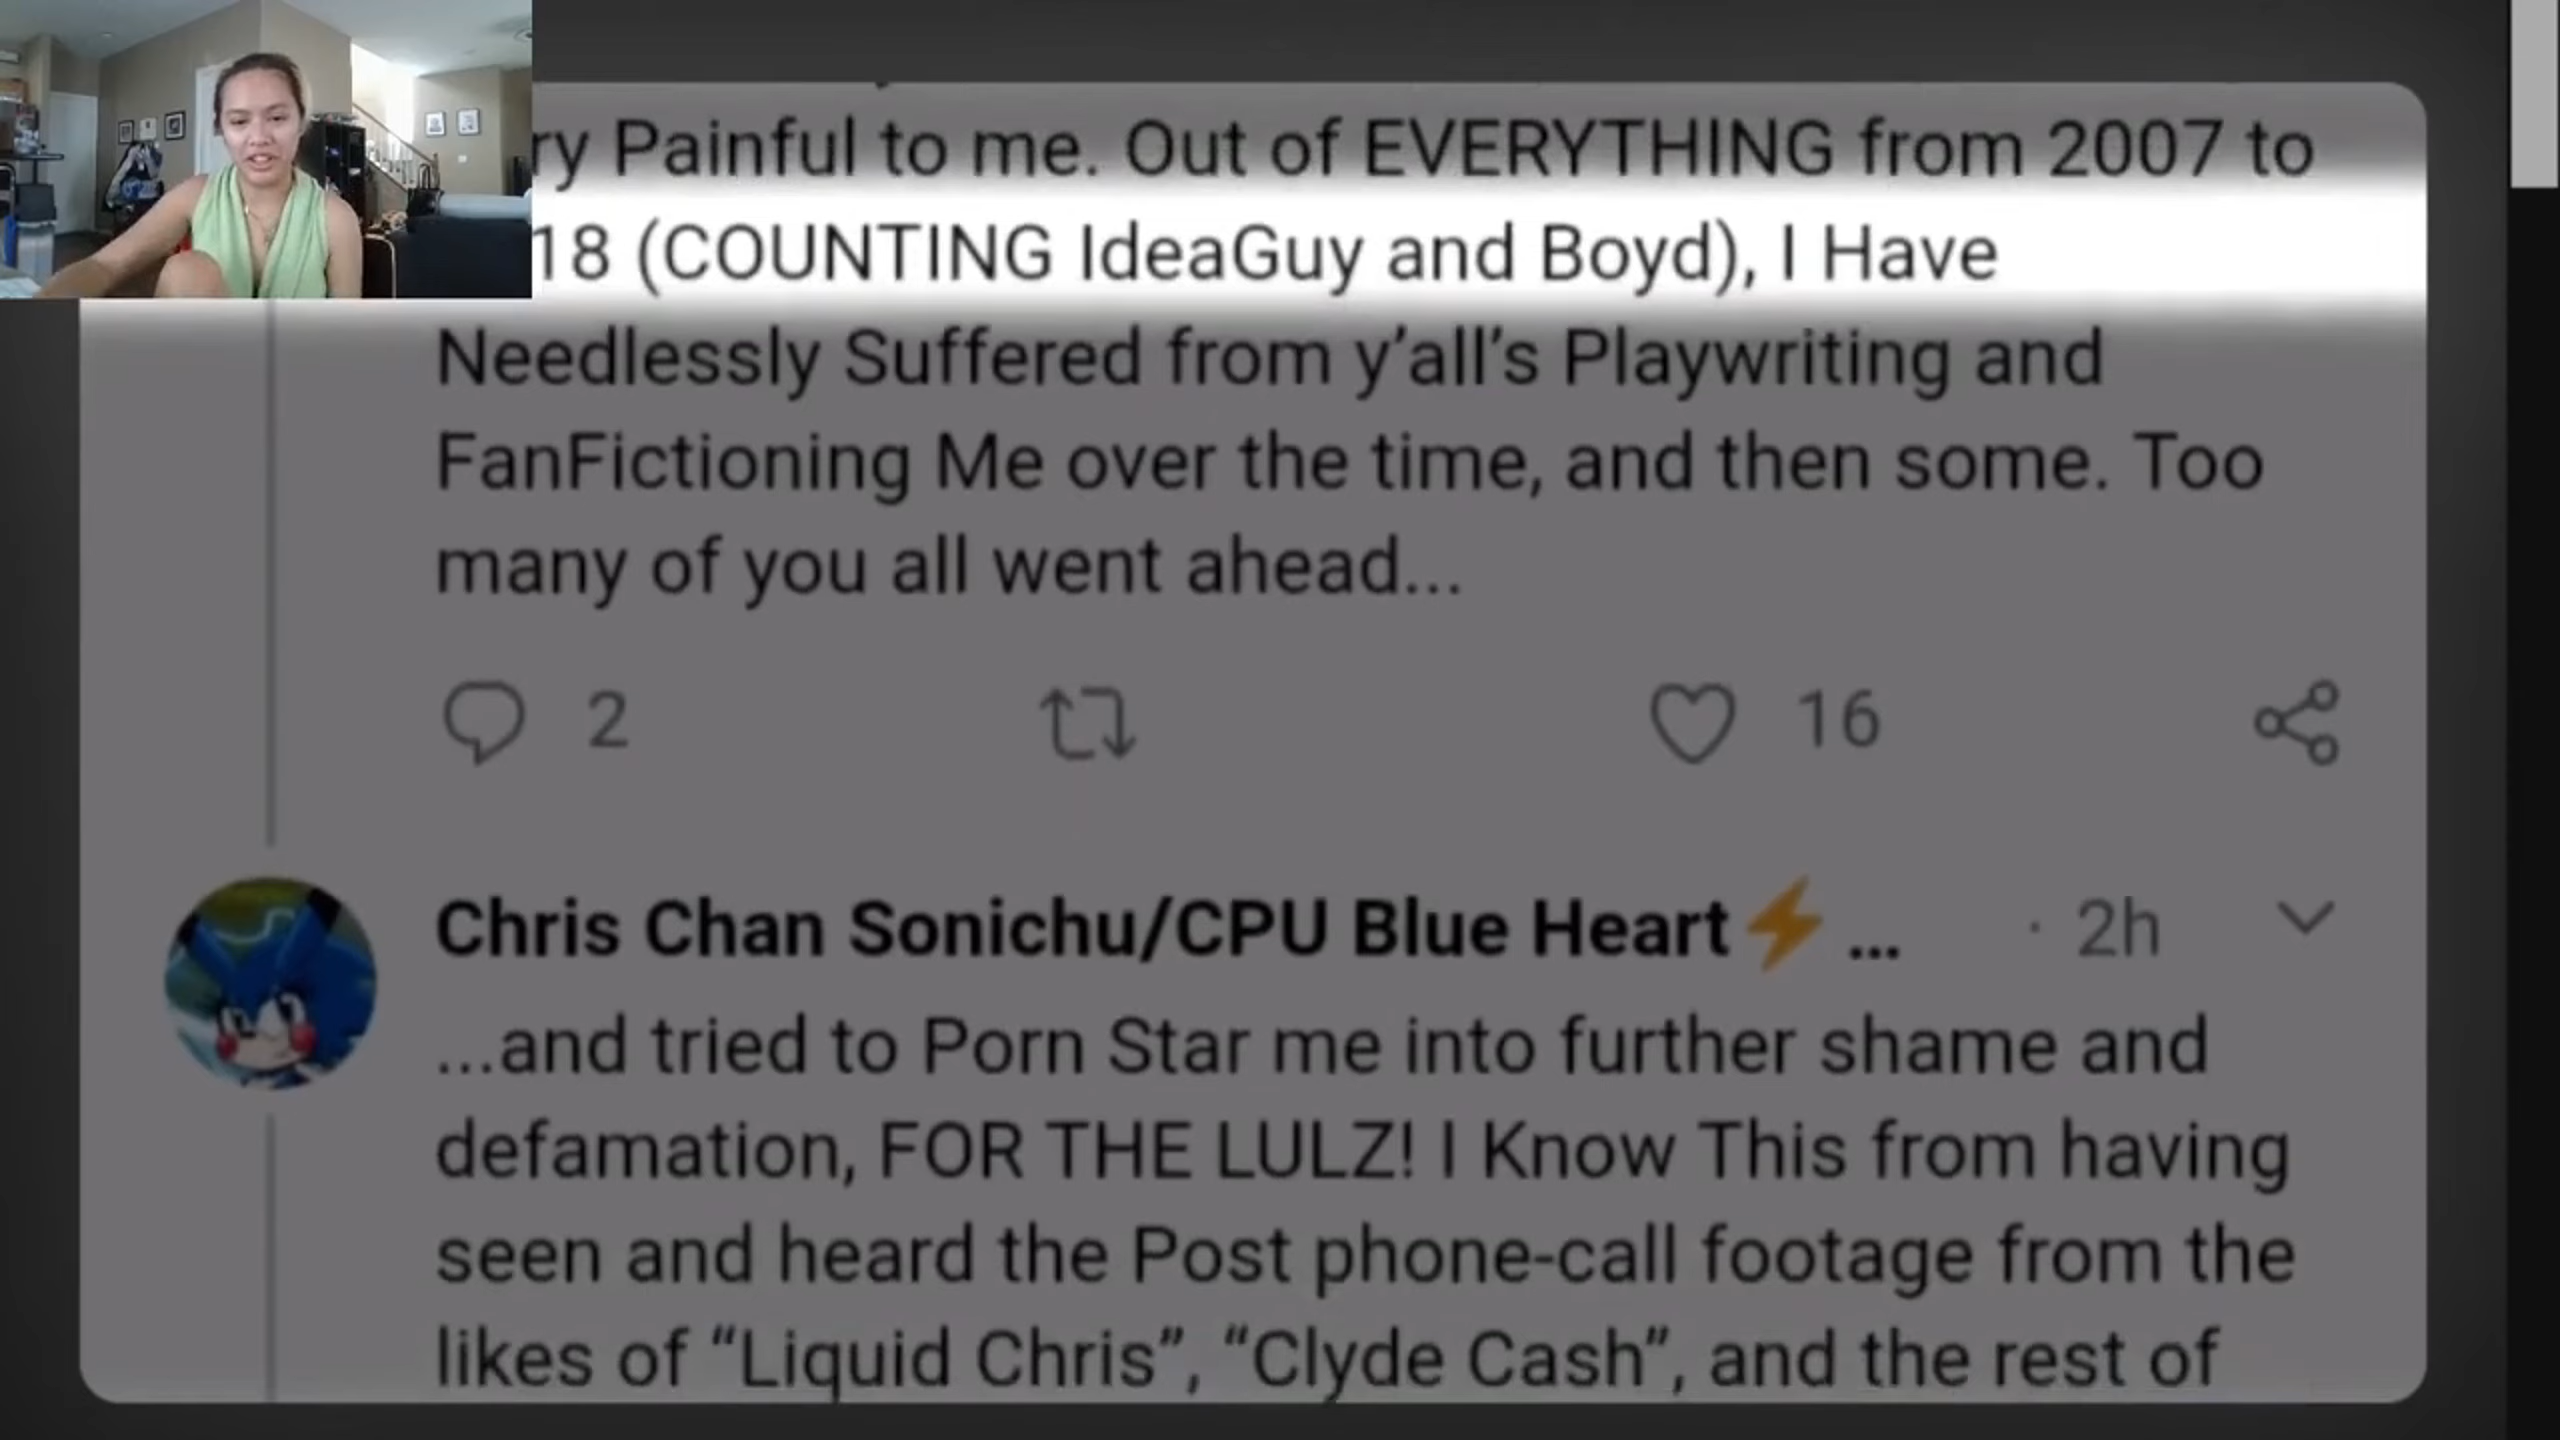 ry Painful to me. Out of EVERYTHING from 2007 to
18 (COUNTING IdeaGuy and Boyd), I Have
Needlessly Suffered from y’all’s Playwriting and
FanFictioning Me over the time, and then some. Too
many of you all went ahead...
2 16
Chris Chan Sonichu/CPU Blue Heart⚡... · 2h
...and tried to Porn Star me into further shame and
defamation, FOR THE LULZ! I Know This from having
seen and heard the Post phone-call footage from the
likes of “Liquid Chris”, “Clyde Cash”, and the rest of